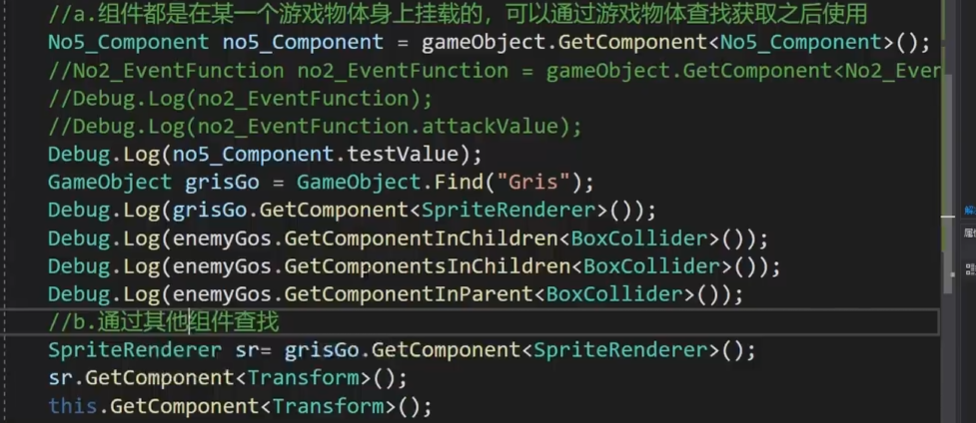 //a.组件都是在某一个游戏物体身上挂载的，可以通过游戏物体查找获取之后使用
No5_Component no5_Component = gameObject.GetComponent<No5_Component>();
//No2_EventFunction no2_EventFunction = gameObject.GetComponent<No2_Even
//Debug.Log(no2_EventFunction);
//Debug.Log(no2_EventFunction.attackValue);
Debug.Log(no5_Component.testValue);
GameObject grisGo = GameObject.Find("Gris");
Debug.Log(grisGo.GetComponent<SpriteRenderer>());
Debug.Log(enemyGos.GetComponentInChildren<BoxCollider>());
Debug.Log(enemyGos.GetComponentsInChildren<BoxCollider>());
Debug.Log(enemyGos.GetComponentInParent<BoxCollider>());
//b.通过其他组件查找
SpriteRenderer sr= grisGo.GetComponent<SpriteRenderer>();
sr.GetComponent<Transform>();
this.GetComponent<Transform>();